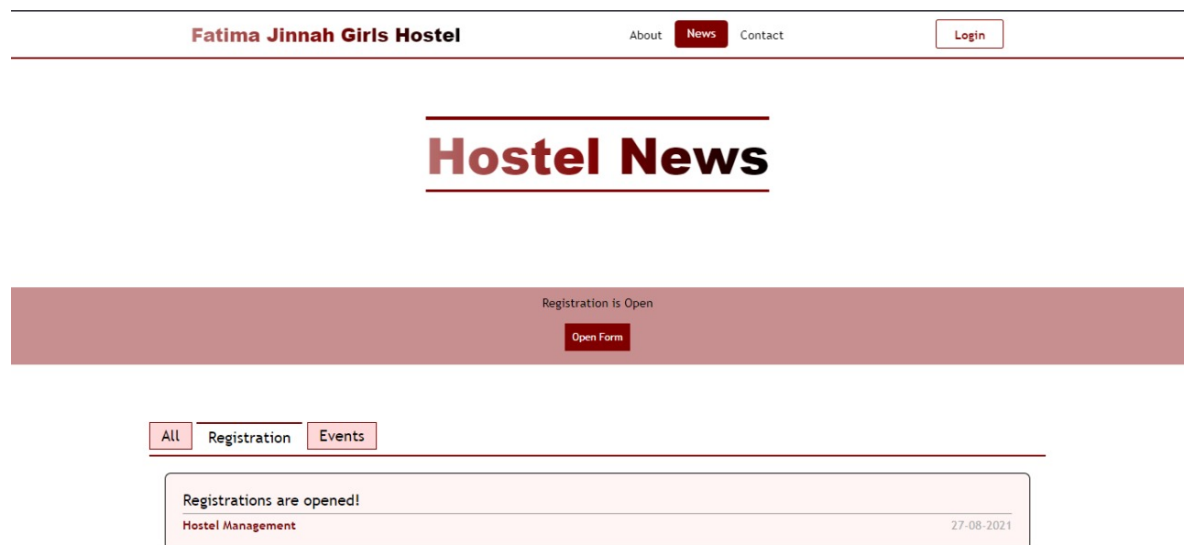 Fatima Jinnah Girls Hostel About News Contact Login
Hostel News
Registration is Open
Open Form
All Registration Events
Registrations are opened!
Hostel Management 27-08-2021